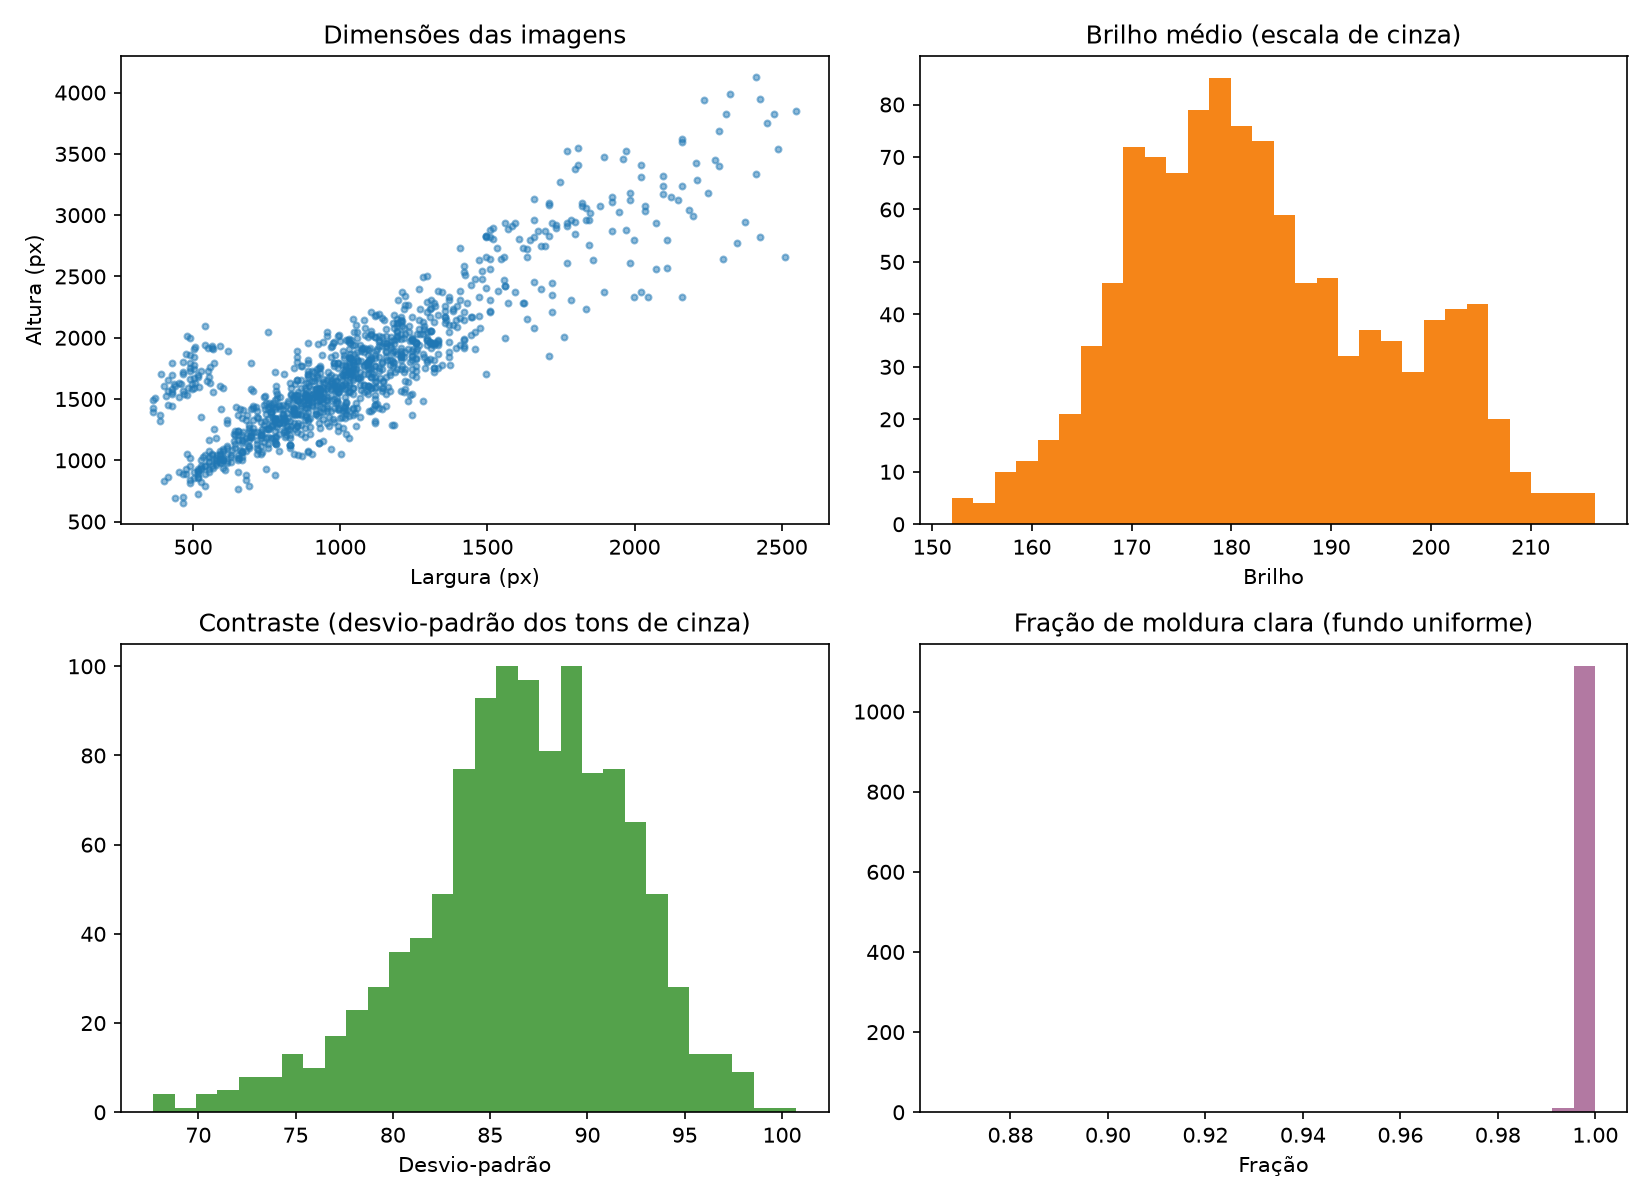 Dimensões das imagens
4000
3500
3000
2500
2000
1500
1000
500
Altura (px)
500 1000 1500 2000 2500
Largura (px)
Brilho médio (escala de cinza)
80
70
60
50
40
30
20
10
0
150 160 170 180 190 200 210
Brilho
Contraste (desvio-padrão dos tons de cinza)
100
80
60
40
20
0
70 75 80 85 90 95 100
Desvio-padrão
Fração de moldura clara (fundo uniforme)
1000
800
600
400
200
0
0.88 0.90 0.92 0.94 0.96 0.98 1.00
Fração